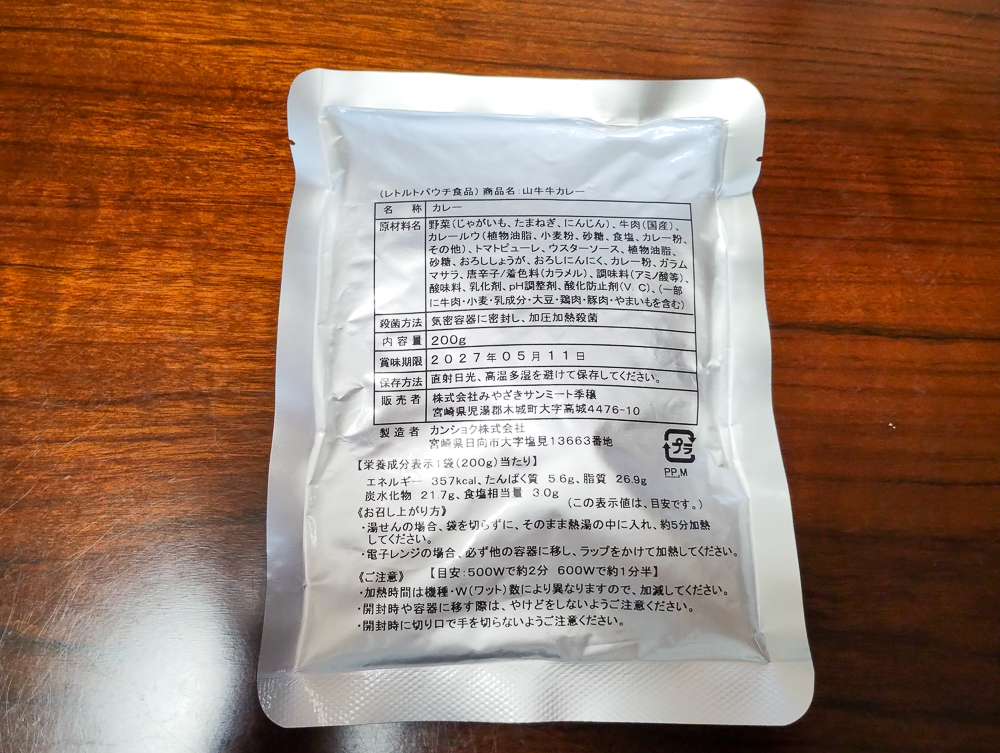 (レトルトパウチ食品) 商品名:山牛牛カレー
名 称 カレー
原材料名 野菜(じゃがいも、たまねぎ、にんじん)、牛肉(国産)、
カレールウ(植物油脂、小麦粉、砂糖、食塩、カレー粉、
その他)、トマトピューレ、ウスターソース、植物油脂、
砂糖、おろししょうが、おろしにんにく、カレー粉、ガラム
マサラ、唐辛子/着色料(カラメル)、調味料(アミノ酸等)、
酸味料、乳化剤、pH調整剤、酸化防止剤(V.C)、(一部
に牛肉・小麦・乳成分・大豆・鶏肉・豚肉・やまいもを含む)
殺菌方法 気密容器に密封し、加圧加熱殺菌
内容量 200g
賞味期限 2027年05月11日
保存方法 直射日光、高温多湿を避けて保存してください。
販売者 株式会社みやざきサンミート季穣
宮崎県児湯郡木城町大字高城4476-10
製造者 カンショク株式会社
宮崎県日向市大字塩見13663番地
プラ
PP,M
【栄養成分表示1袋(200g)当たり】
エネルギー 357kcal、たんぱく質 5.6g、脂質 26.9g
炭水化物 21.7g、食塩相当量 3.0g
(この表示値は、目安です。)
《お召し上がり方》
・湯せんの場合、袋を切らずに、そのまま熱湯の中に入れ、約5分加熱
してください。
・電子レンジの場合、必ず他の容器に移し、ラップをかけて加熱してください。
【目安:500Wで約2分 600Wで約1分半】
《ご注意》
・加熱時間は機種・W(ワット)数により異なりますので、加減してください。
・開封時や容器に移す際は、やけどをしないようご注意ください。
・開封時に切り口で手を切らないようご注意ください。